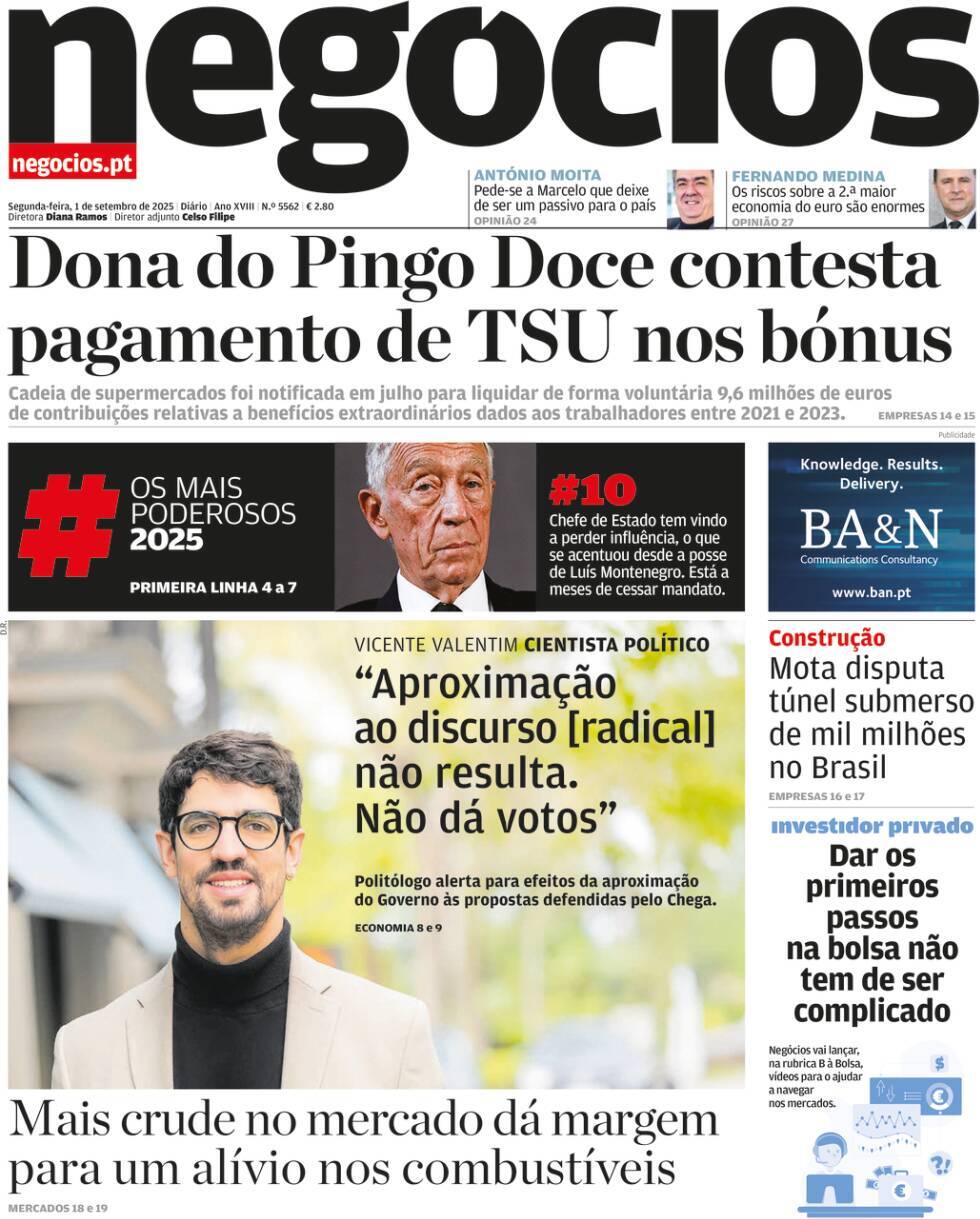 negócios
negocios.pt
Segunda-feira, 1 de setembro de 2025 | Diário | Ano XVIII | N.º 5562 | € 2.80
Diretora Diana Ramos | Diretor adjunto Celso Filipe
ANTÓNIO MOITA
Pede-se a Marcelo que deixe
de ser um passivo para o país
OPINIÃO 24
FERNANDO MEDINA
Os riscos sobre a 2.ª maior
economia do euro são enormes
OPINIÃO 27
Dona do Pingo Doce contesta
pagamento de TSU nos bónus
Cadeia de supermercados foi notificada em julho para liquidar de forma voluntária 9,6 milhões de euros
de contribuições relativas a benefícios extraordinários dados aos trabalhadores entre 2021 e 2023.
EMPRESAS 14 e 15
Publicidade
#
OS MAIS
PODEROSOS
2025
PRIMEIRA LINHA 4 a 7
#10
Chefe de Estado tem vindo
a perder influência, o que
se acentuou desde a posse
de Luís Montenegro. Está a
meses de cessar mandato.
Knowledge. Results.
Delivery.
BA&N
Communications Consultancy
www.ban.pt
D.R.
VICENTE VALENTIM CIENTISTA POLÍTICO
“Aproximação
ao discurso [radical]
não resulta.
Não dá votos”
Politólogo alerta para efeitos da aproximação
do Governo às propostas defendidas pelo Chega.
ECONOMIA 8 e 9
Construção
Mota disputa
túnel submerso
de mil milhões
no Brasil
EMPRESAS 16 e 17
investidor privado
Dar os
primeiros
passos
na bolsa não
tem de ser
complicado
Negócios vai lançar,
na rubrica B à Bolsa,
vídeos para o ajudar
a navegar
nos mercados.
$
€
?!
€
Mais crude no mercado dá margem
para um alívio nos combustíveis
MERCADOS 18 e 19